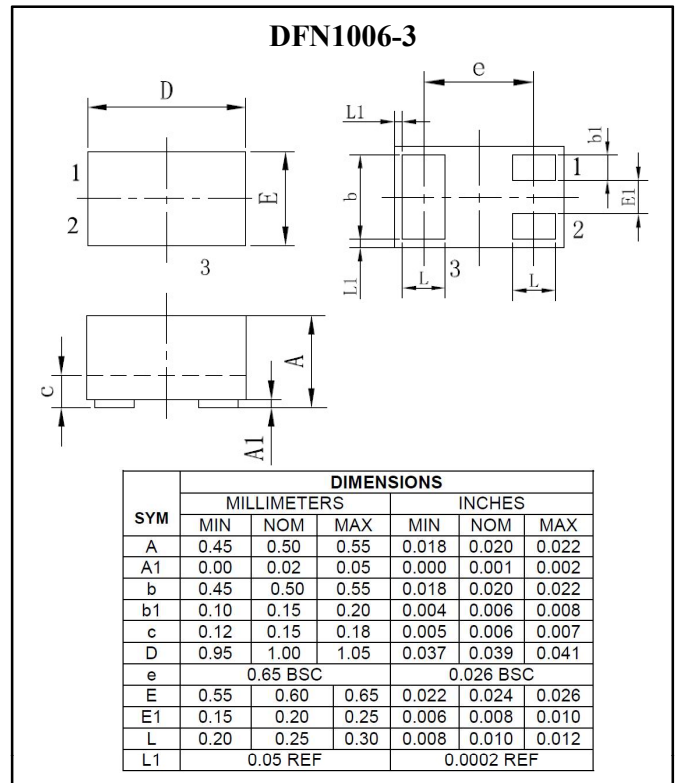 DFN1006-3
D
e
L1
b1
1
2
E
b
1
E1
2
3
L1
L
3
L
A
c
A1
DIMENSIONS
SYM MILLIMETERS INCHES
MIN NOM MAX MIN NOM MAX
A 0.45 0.50 0.55 0.018 0.020 0.022
A1 0.00 0.02 0.05 0.000 0.001 0.002
b 0.45 0.50 0.55 0.018 0.020 0.022
b1 0.10 0.15 0.20 0.004 0.006 0.008
c 0.12 0.15 0.18 0.005 0.006 0.007
D 0.95 1.00 1.05 0.037 0.039 0.041
e 0.65 BSC 0.026 BSC
E 0.55 0.60 0.65 0.022 0.024 0.026
E1 0.15 0.20 0.25 0.006 0.008 0.010
L 0.20 0.25 0.30 0.008 0.010 0.012
L1 0.05 REF 0.0002 REF